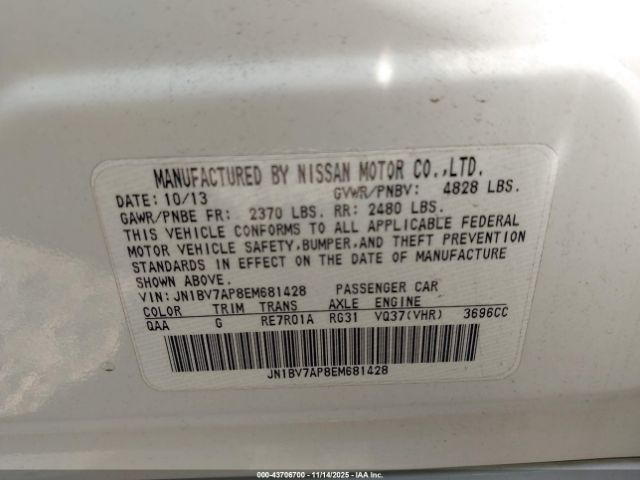 MANUFACTURED BY NISSAN MOTOR CO.,LTD.
DATE: 10/13 GVWR/PNBV: 4828 LBS.
GAWR/PNBE FR: 2370 LBS. RR: 2480 LBS.
THIS VEHICLE CONFORMS TO ALL APPLICABLE FEDERAL
MOTOR VEHICLE SAFETY,BUMPER,AND THEFT PREVENTION
STANDARDS IN EFFECT ON THE DATE OF MANUFACTURE
SHOWN ABOVE.
VIN: JN1BV7AP8EM681428 PASSENGER CAR
COLOR TRIM TRANS AXLE ENGINE
QAA G RE7R01A RG31 VQ37(VHR) 3696CC
JN1BV7AP8EM681428
000-43706700 - 11/14/2025 - IAAI.COM